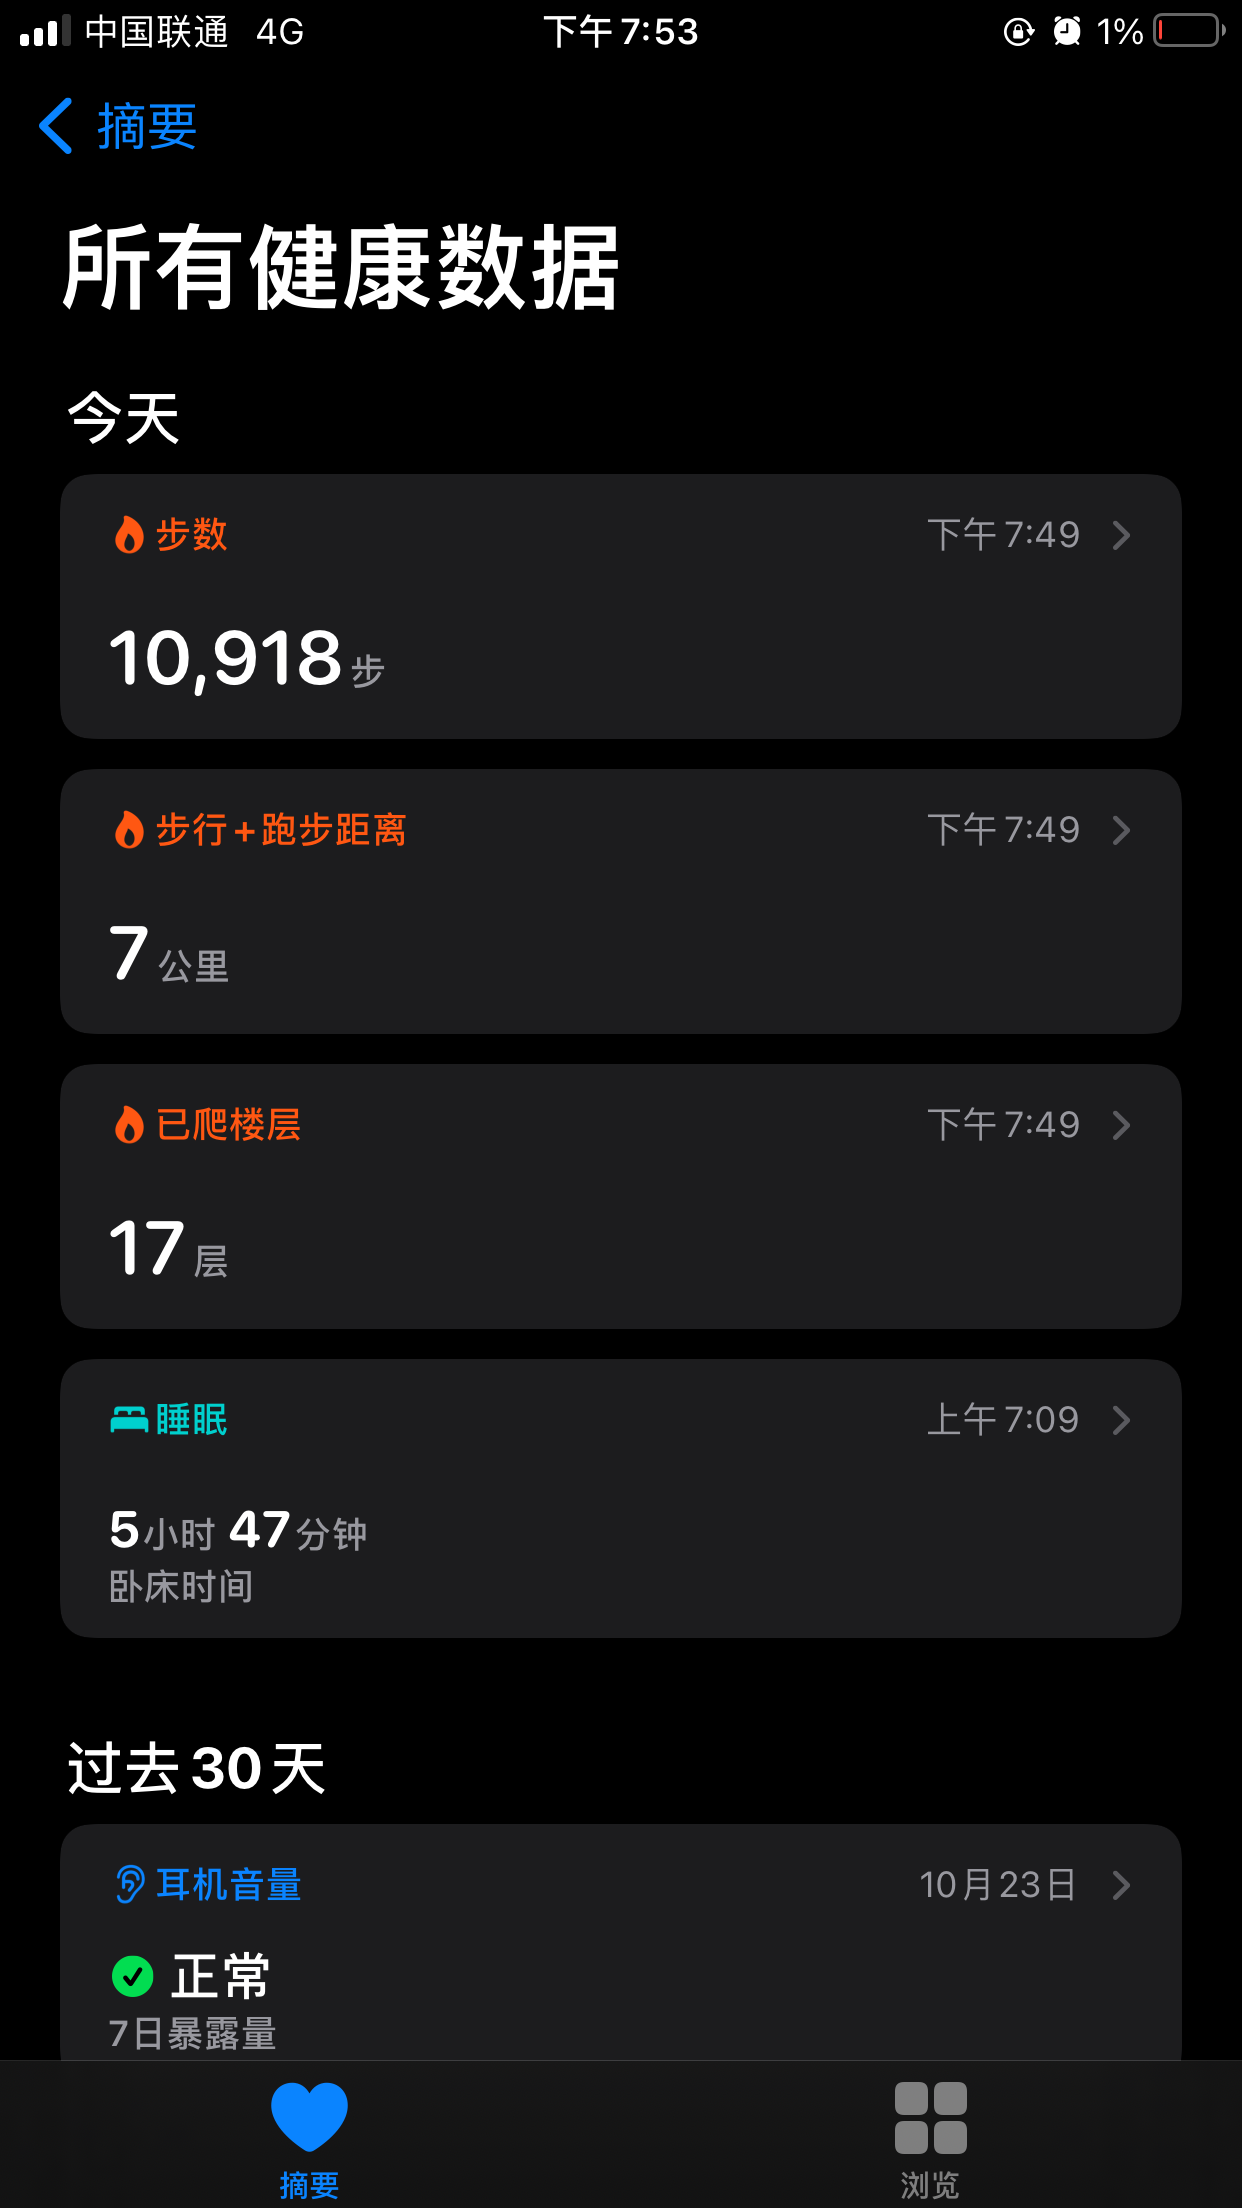 中国联通 4G 下午 7:53 1%
摘要
所有健康数据
今天
步数 下午 7:49
10,918 步
步行+跑步距离 下午 7:49
7 公里
已爬楼层 下午 7:49
17 层
睡眠 上午 7:09
5小时 47分钟
卧床时间
过去 30 天
耳机音量 10月23日
正常
7日暴露量
摘要 浏览